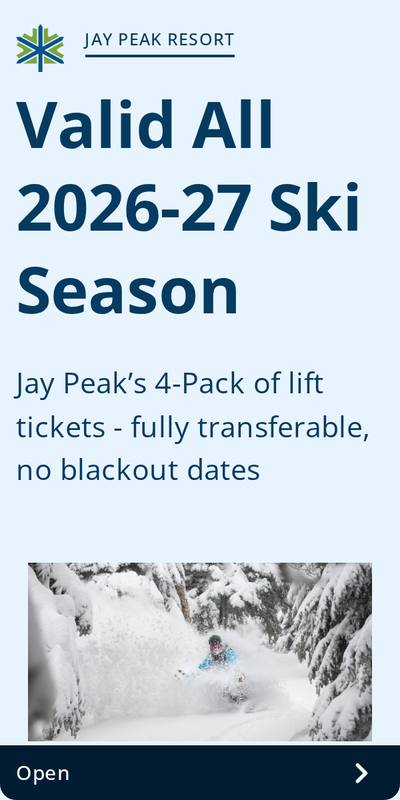 JAY PEAK RESORT
Valid All
2026-27 Ski
Season
Jay Peak’s 4-Pack of lift
tickets - fully transferable,
no blackout dates
Open